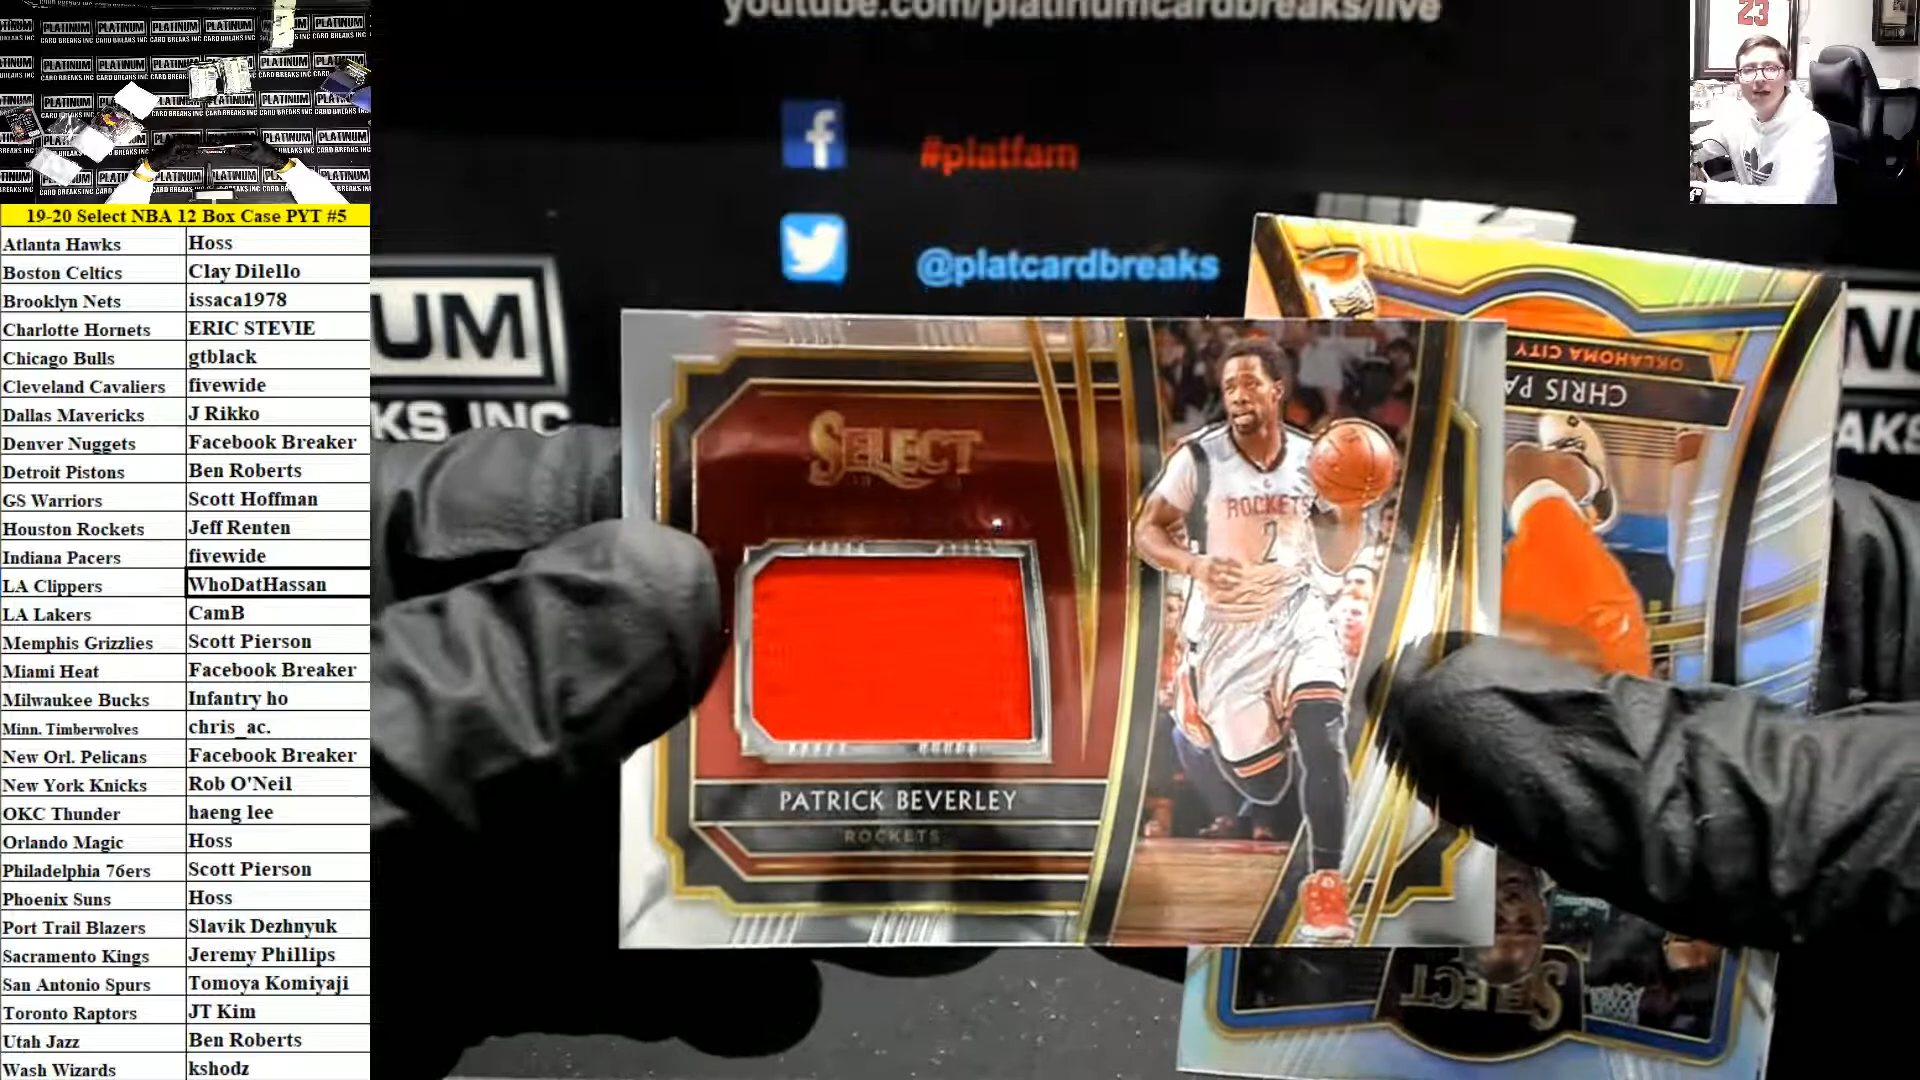 youtube.com/platinumcardbreaks/live
#platfam
@platcardbreaks
23
PLATINUM
CARD BREAKS INC
19-20 Select NBA 12 Box Case PYT #5
Atlanta Hawks Hoss
Boston Celtics Clay Dilello
Brooklyn Nets issaca1978
Charlotte Hornets ERIC STEVIE
Chicago Bulls gtblack
Cleveland Cavaliers fivewide
Dallas Mavericks J Rikko
Denver Nuggets Facebook Breaker
Detroit Pistons Ben Roberts
GS Warriors Scott Hoffman
Houston Rockets Jeff Renten
Indiana Pacers fivewide
LA Clippers WhoDatHassan
LA Lakers CamB
Memphis Grizzlies Scott Pierson
Miami Heat Facebook Breaker
Milwaukee Bucks Infantry ho
Minn. Timberwolves chris_ac.
New Orl. Pelicans Facebook Breaker
New York Knicks Rob O'Neil
OKC Thunder haeng lee
Orlando Magic Hoss
Philadelphia 76ers Scott Pierson
Phoenix Suns Hoss
Port Trail Blazers Slavik Dezhnyuk
Sacramento Kings Jeremy Phillips
San Antonio Spurs Tomoya Komiyaji
Toronto Raptors JT Kim
Utah Jazz Ben Roberts
Wash Wizards kshodz
UM
KS INC
SELECT
ROCKETS
2
PATRICK BEVERLEY
ROCKETS
OKLAHOMA CITY
CHRIS PA
SELECT